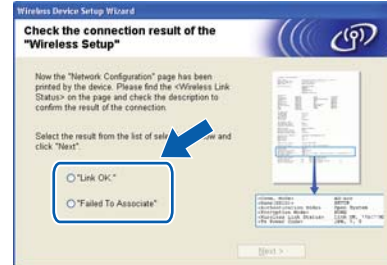 Wireless Device Setup Wizard
Check the connection result of the
"Wireless Setup"
Now the "Network Configuration" page has been
printed by the device. Please find the <Wireless Link
Status> on the page and check the description to
confirm the result of the connection.
Select the result from the list of and
click "Next".
"Link OK."
"Failed To Associate"
Next >